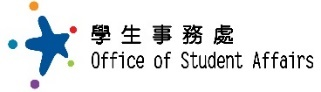 學生事務處
Office of Student Affairs